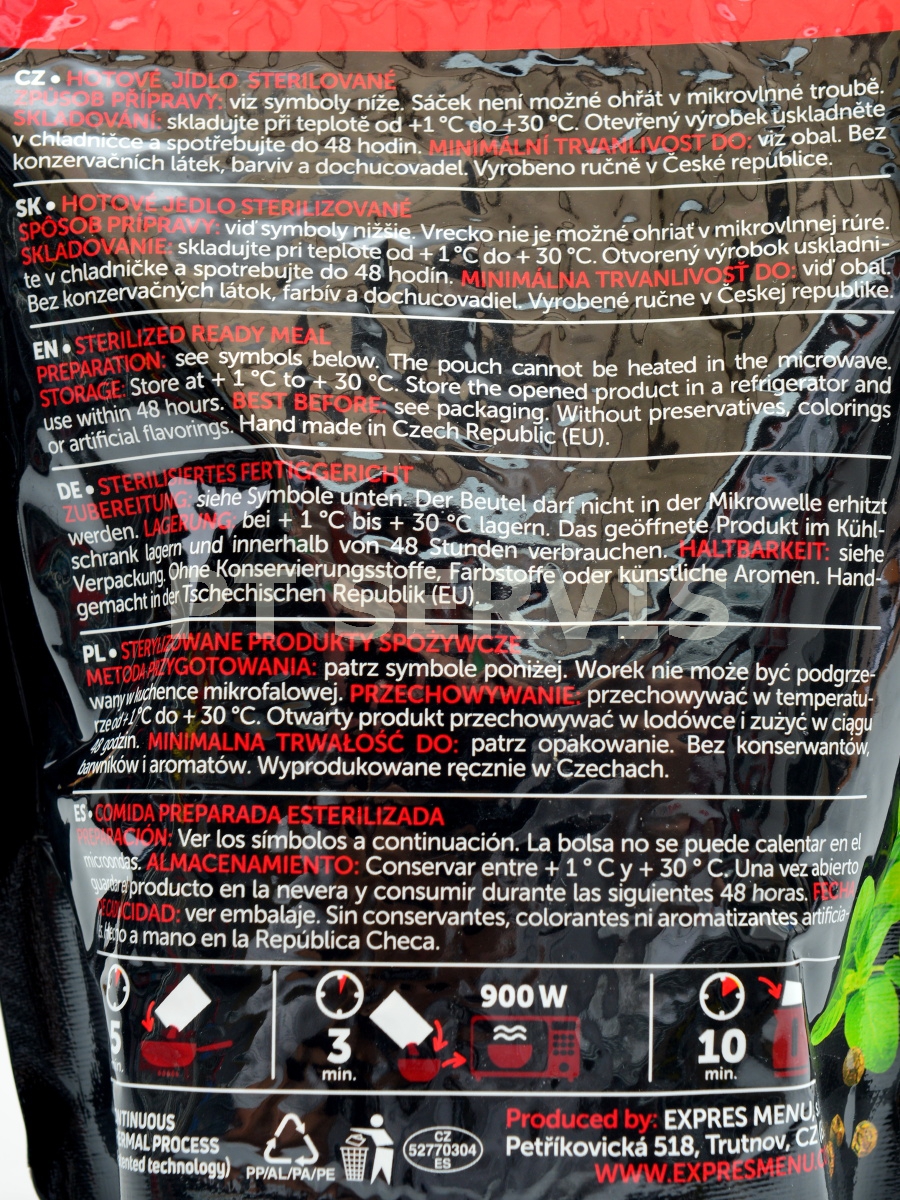 CZ • HOTOVÉ JÍDLO STERILOVANÉ
ZPŮSOB PŘÍPRAVY: viz symboly níže. Sáček není možné ohřát v mikrovlnné troubě.
SKLADOVÁNÍ: skladujte při teplotě od +1 °C do +30 °C. Otevřený výrobek uskladněte
v chladničce a spotřebujte do 48 hodin. MINIMÁLNÍ TRVANLIVOST DO: viz obal. Bez
konzervačních látek, barviv a dochucovadel. Vyrobeno ručně v České republice.
SK • HOTOVÉ JEDLO STERILIZOVANÉ
SPÔSOB PRÍPRAVY: viď symboly nižšie. Vrecko nie je možné ohriať v mikrovlnnej rúre.
SKLADOVANIE: skladujte pri teplote od + 1 °C do + 30 °C. Otvorený výrobok uskladni-
te v chladničke a spotrebujte do 48 hodín. MINIMÁLNA TRVANLIVOSŤ DO: viď obal.
Bez konzervačných látok, farbív a dochucovadiel. Vyrobené ručne v Českej republike.
EN • STERILIZED READY MEAL
PREPARATION: see symbols below. The pouch cannot be heated in the microwave.
STORAGE: Store at + 1 °C to + 30 °C. Store the opened product in a refrigerator and
use within 48 hours. BEST BEFORE: see packaging. Without preservatives, colorings
or artificial flavorings. Hand made in Czech Republic (EU).
DE • STERILISIERTES FERTIGGERICHT
ZUBEREITUNG: siehe Symbole unten. Der Beutel darf nicht in der Mikrowelle erhitzt
werden. LAGERUNG: bei + 1 °C bis + 30 °C lagern. Das geöffnete Produkt im Kühl-
schrank lagern und innerhalb von 48 Stunden verbrauchen. HALTBARKEIT: siehe
Verpackung. Ohne Konservierungsstoffe, Farbstoffe oder künstliche Aromen. Hand-
gemacht in der Tschechischen Republik (EU).
PT SERVIS
PL • STERYLIZOWANE PRODUKTY SPOŻYWCZE
METODA PRZYGOTOWANIA: patrz symbole poniżej. Worek nie może być podgrze-
wany w kuchence mikrofalowej. PRZECHOWYWANIE: przechowywać w temperatu-
rze od + 1 °C do + 30 °C. Otwarty produkt przechowywać w lodówce i zużyć w ciągu
48 godzin. MINIMALNA TRWAŁOŚĆ DO: patrz opakowanie. Bez konserwantów,
barwników i aromatów. Wyprodukowane ręcznie w Czechach.
ES • COMIDA PREPARADA ESTERILIZADA
PREPARACIÓN: Ver los símbolos a continuación. La bolsa no se puede calentar en el
microondas. ALMACENAMIENTO: Conservar entre + 1 ° C y + 30 ° C. Una vez abierto
guardar el producto en la nevera y consumir durante las siguientes 48 horas. FECHA
CADUCIDAD: ver embalaje. Sin conservantes, colorantes ni aromatizantes artificia-
a mano en la República Checa.
900 W
5 3 10
min. min. min.
PROCESS
technology)
PP/AL/PA/PE
CZ
52770304
ES
Produced by: EXPRES MENU
Petříkovická 518, Trutnov, CZ
WWW.EXPRESMENU.